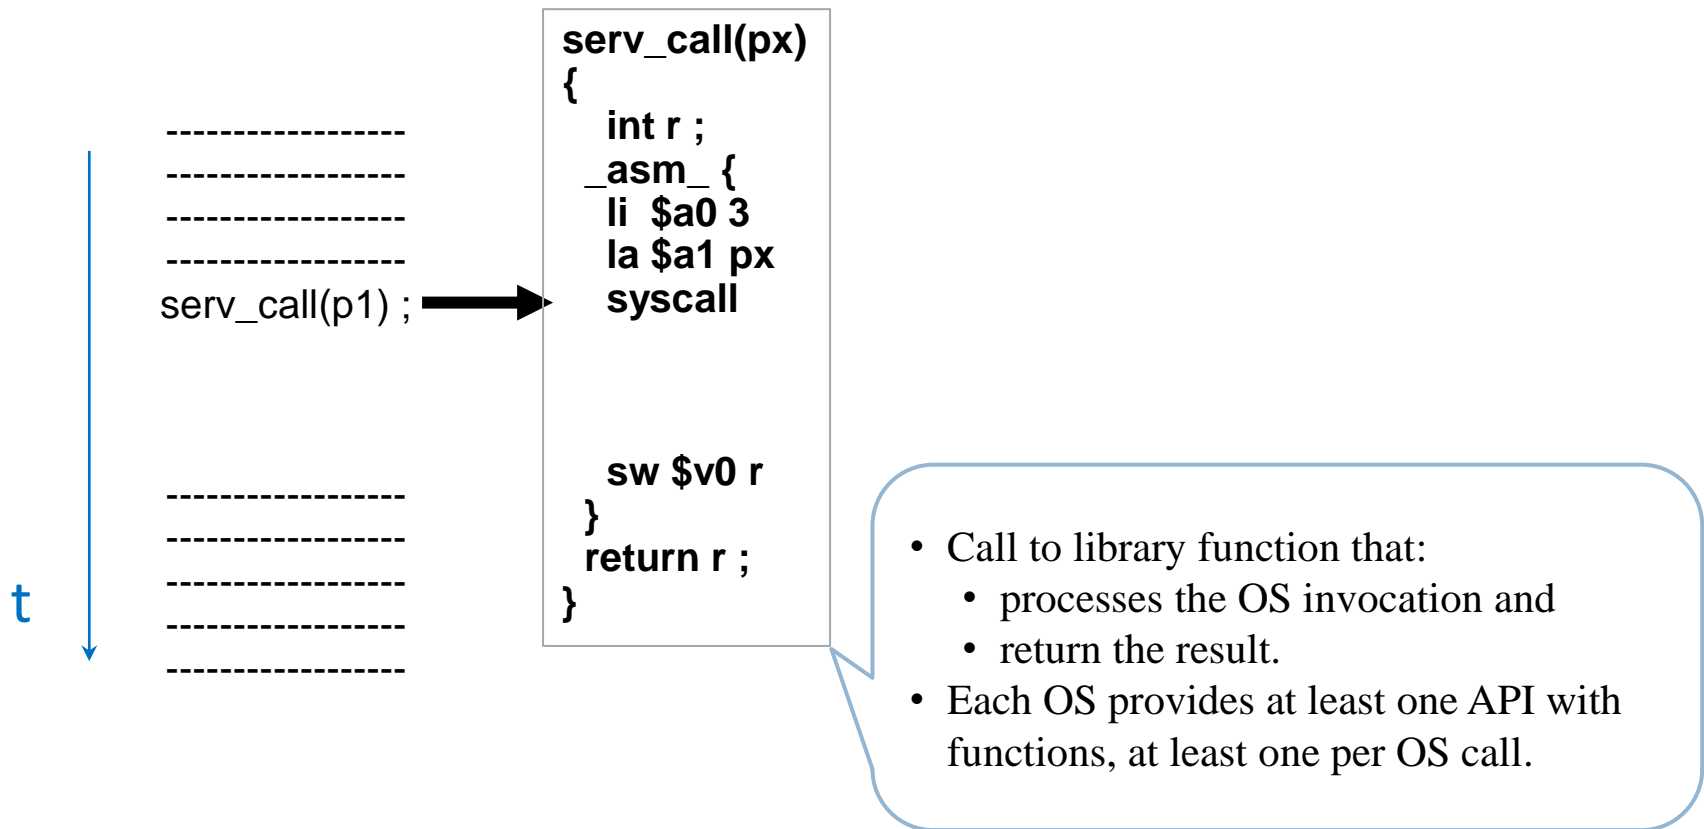 ------------------
------------------
------------------
------------------
serv_call(p1) ;
------------------
------------------
------------------
------------------
------------------
t
serv_call(px)
{
int r ;
_asm_ {
li $a0 3
la $a1 px
syscall
sw $v0 r
}
return r ;
}
• Call to library function that:
• processes the OS invocation and
• return the result.
• Each OS provides at least one API with
functions, at least one per OS call.